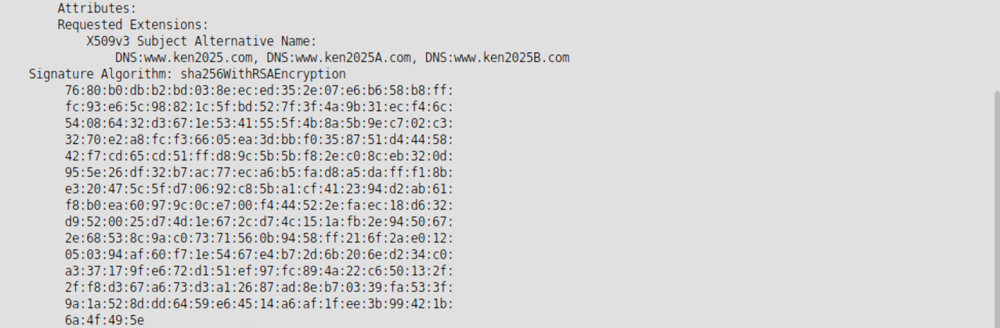 Attributes:
Requested Extensions:
X509v3 Subject Alternative Name:
DNS:www.ken2025.com, DNS:www.ken2025A.com, DNS:www.ken2025B.com
Signature Algorithm: sha256WithRSAEncryption
76:80:b0:db:b2:bd:03:8e:ec:ed:35:2e:07:e6:b6:58:b8:ff:
fc:93:e6:5c:98:82:1c:5f:bd:52:7f:3f:4a:9b:31:ec:f4:6c:
54:08:64:32:d3:67:1e:53:41:55:5f:4b:8a:5b:9e:c7:02:c3:
32:70:e2:a8:fc:f3:66:05:ea:3d:bb:f0:35:87:51:d4:44:58:
42:f7:cd:65:cd:51:ff:d8:9c:5b:5b:f8:2e:c0:8c:eb:32:0d:
95:5e:26:df:32:b7:ac:77:ec:a6:b5:fa:d8:a5:da:ff:f1:8b:
e3:20:47:5c:5f:d7:06:92:c8:5b:a1:cf:41:23:94:d2:ab:61:
f8:b0:ea:60:97:9c:0c:e7:00:f4:44:52:2e:fa:ec:18:d6:32:
d9:52:00:25:d7:4d:1e:67:2c:d7:4c:15:1a:fb:2e:94:50:67:
2e:68:53:8c:9a:c0:73:71:56:0b:94:58:ff:21:6f:2a:e0:12:
05:03:94:af:60:f7:1e:54:67:e4:b7:2d:6b:20:6e:d2:34:c0:
a3:37:17:9f:e6:72:d1:51:ef:97:fc:89:4a:22:c6:50:13:2f:
2f:f8:d3:67:a6:73:d3:a1:26:87:ad:8e:b7:03:39:fa:53:3f:
9a:1a:52:8d:dd:64:59:e6:45:14:a6:af:1f:ee:3b:99:42:1b:
6a:4f:49:5e